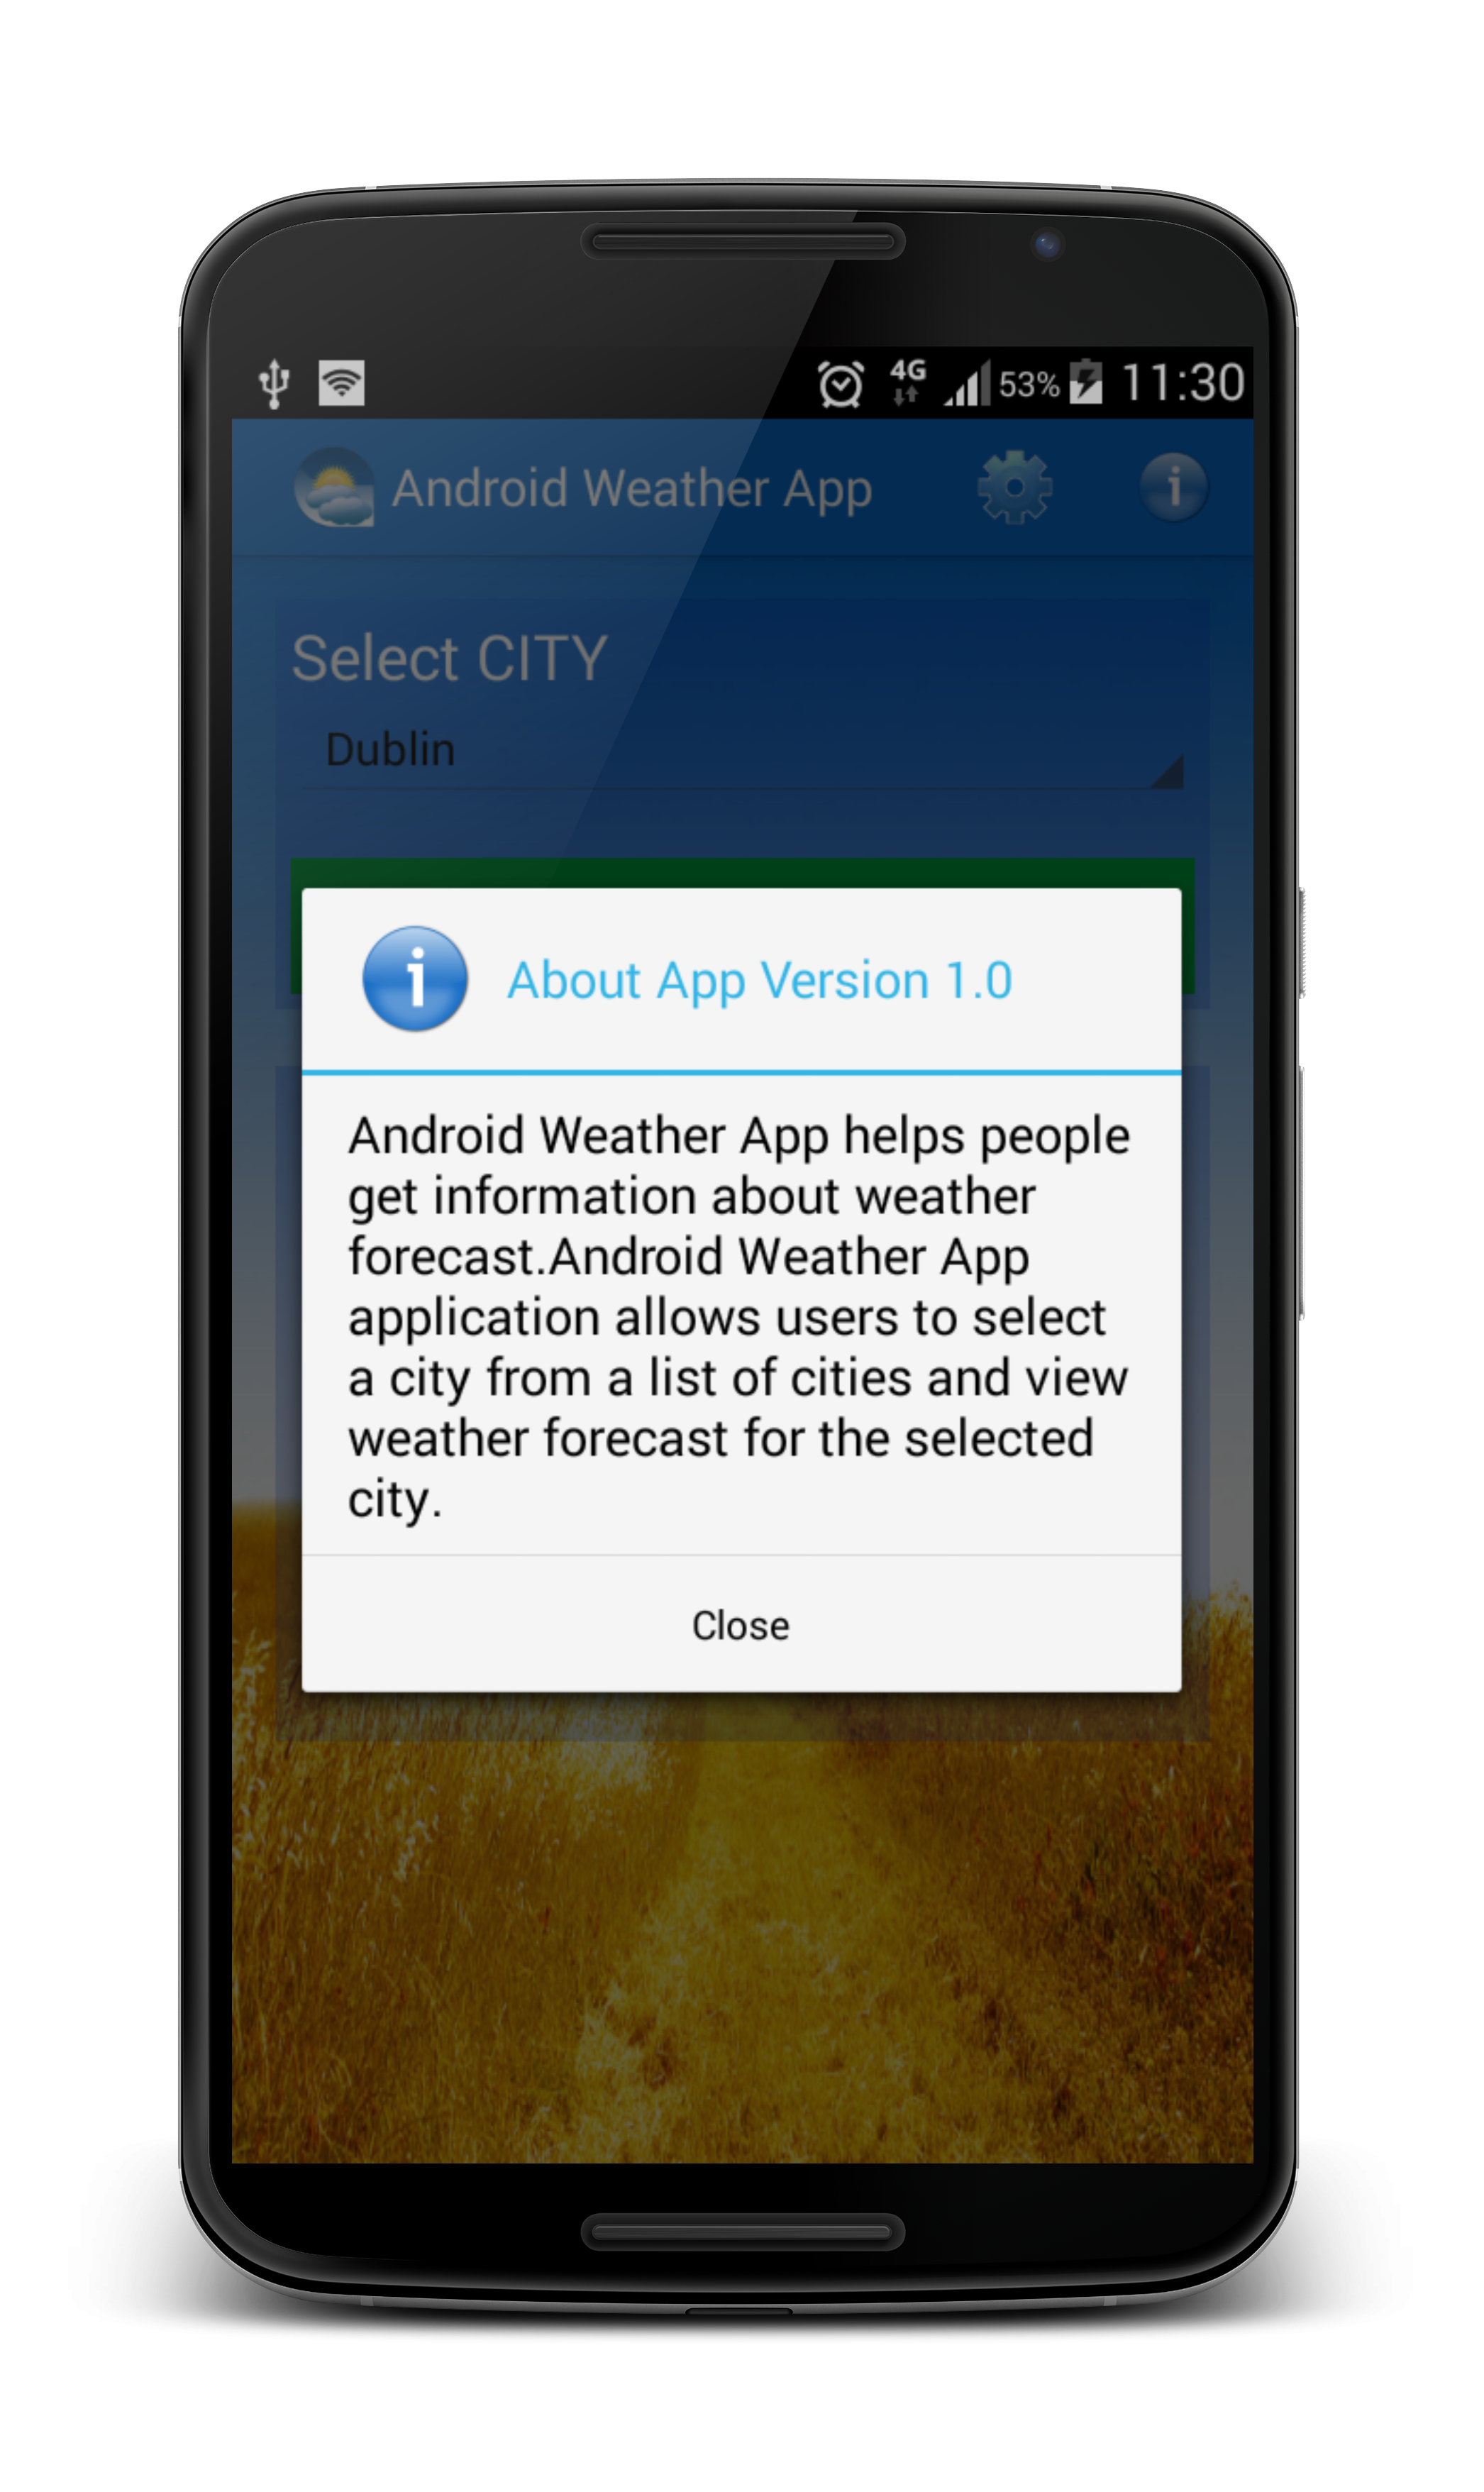 4G 53% 11:30
Android Weather App
Select CITY
Dublin
About App Version 1.0
Android Weather App helps people
get information about weather
forecast.Android Weather App
application allows users to select
a city from a list of cities and view
weather forecast for the selected
city.
Close